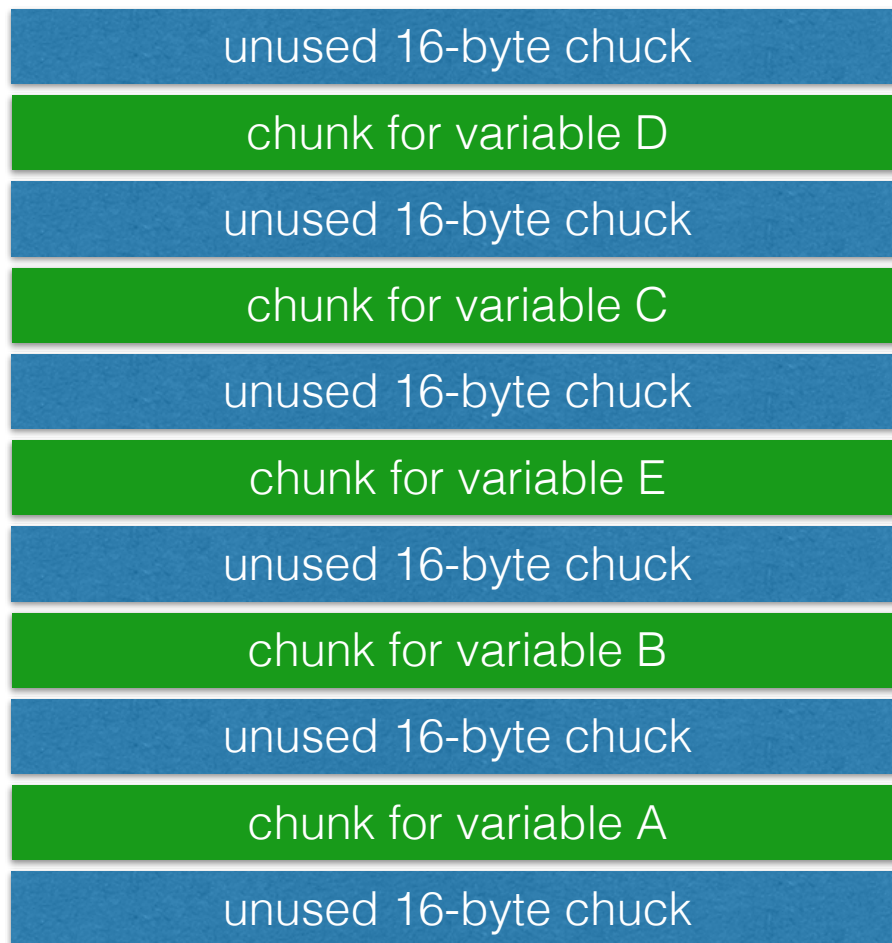 unused 16-byte chuck
chunk for variable D
unused 16-byte chuck
chunk for variable C
unused 16-byte chuck
chunk for variable E
unused 16-byte chuck
chunk for variable B
unused 16-byte chuck
chunk for variable A
unused 16-byte chuck